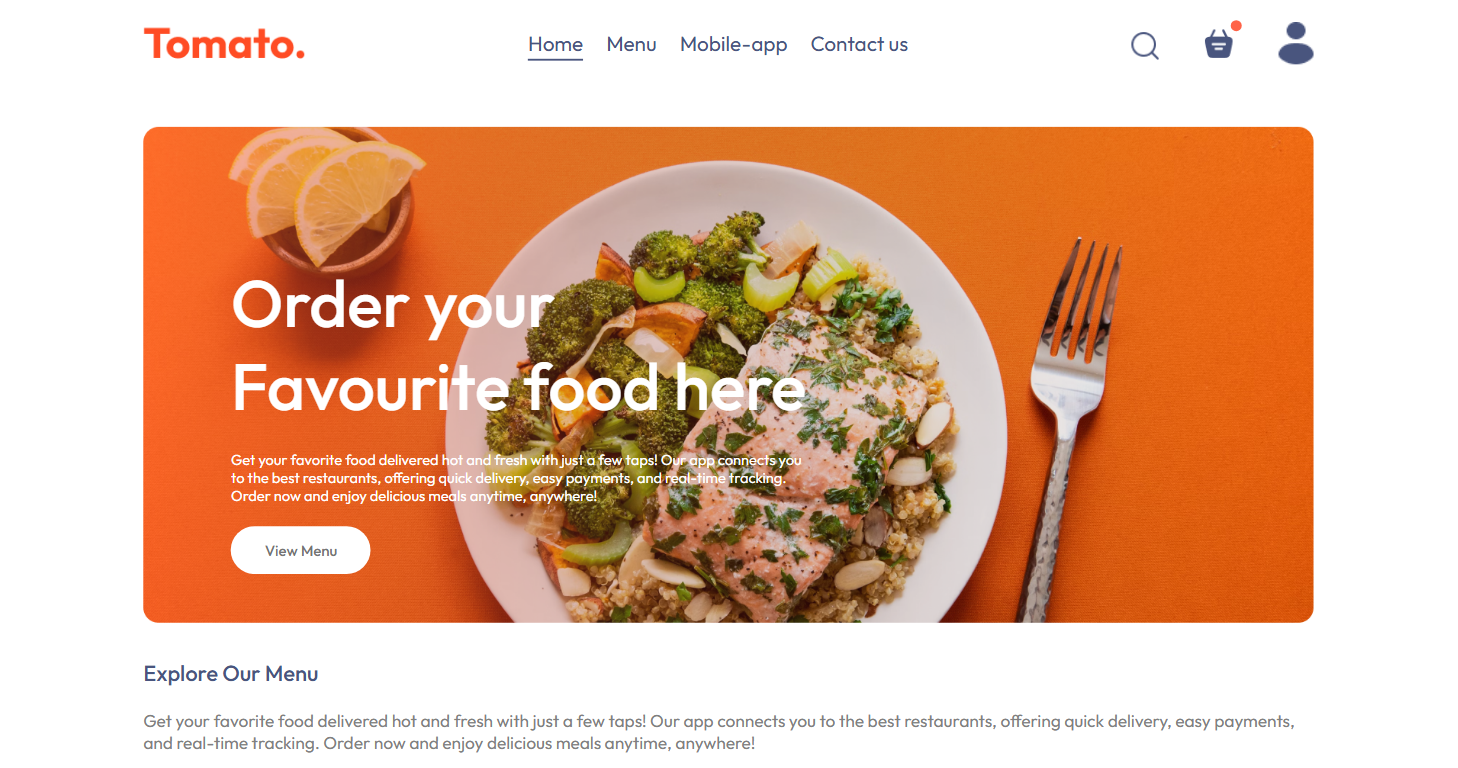 Tomato.
Home Menu Mobile-app Contact us
Order your
Favourite food here
Get your favorite food delivered hot and fresh with just a few taps! Our app connects you
to the best restaurants, offering quick delivery, easy payments, and real-time tracking.
Order now and enjoy delicious meals anytime, anywhere!
View Menu
Explore Our Menu
Get your favorite food delivered hot and fresh with just a few taps! Our app connects you to the best restaurants, offering quick delivery, easy payments,
and real-time tracking. Order now and enjoy delicious meals anytime, anywhere!